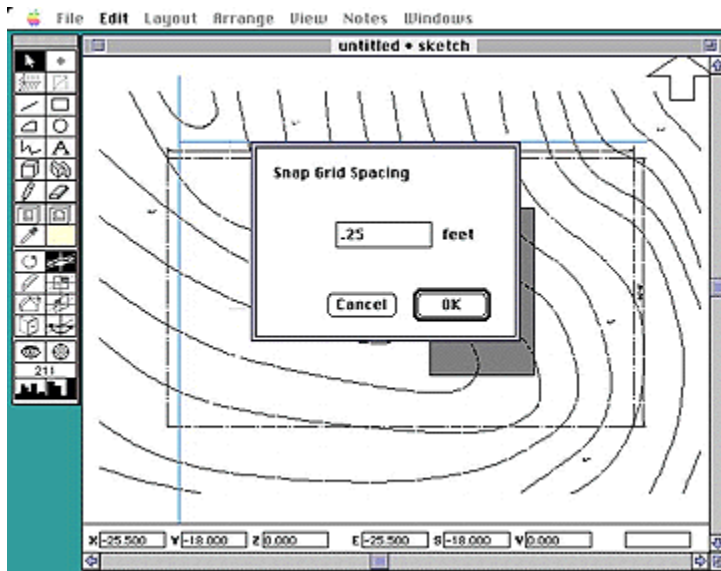 File Edit Layout Arrange View Notes Windows
untitled • sketch
A
Snap Grid Spacing
.25 feet
Cancel OK
211
X -25.500 Y -18.000 Z 0.000 E -25.500 S -18.000 V 0.000